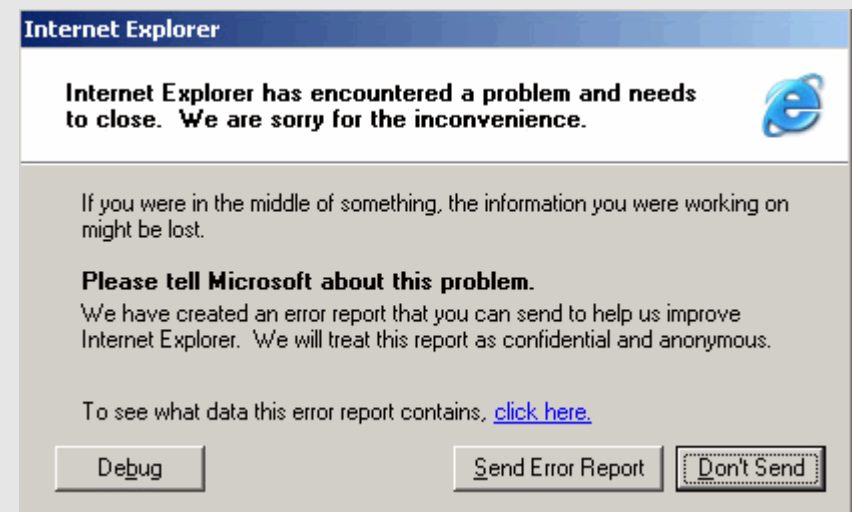 Internet Explorer
Internet Explorer has encountered a problem and needs
to close.  We are sorry for the inconvenience.
If you were in the middle of something, the information you were working on
might be lost.
Please tell Microsoft about this problem.
We have created an error report that you can send to help us improve
Internet Explorer.  We will treat this report as confidential and anonymous.
To see what data this error report contains, click here.
Debug Send Error Report Don't Send